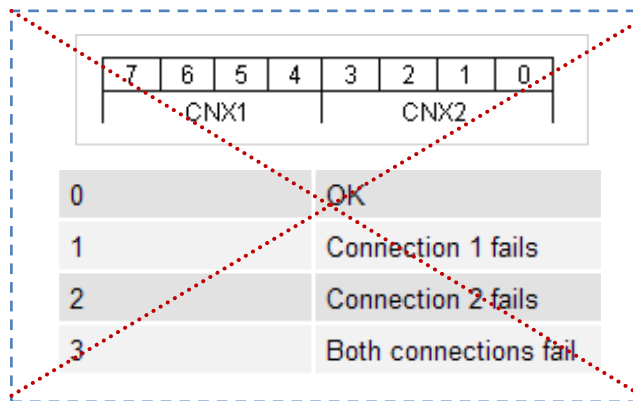 7 6 5 4 3 2 1 0
CNX1 CNX2
0 OK
1 Connection 1 fails
2 Connection 2 fails
3 Both connections fail